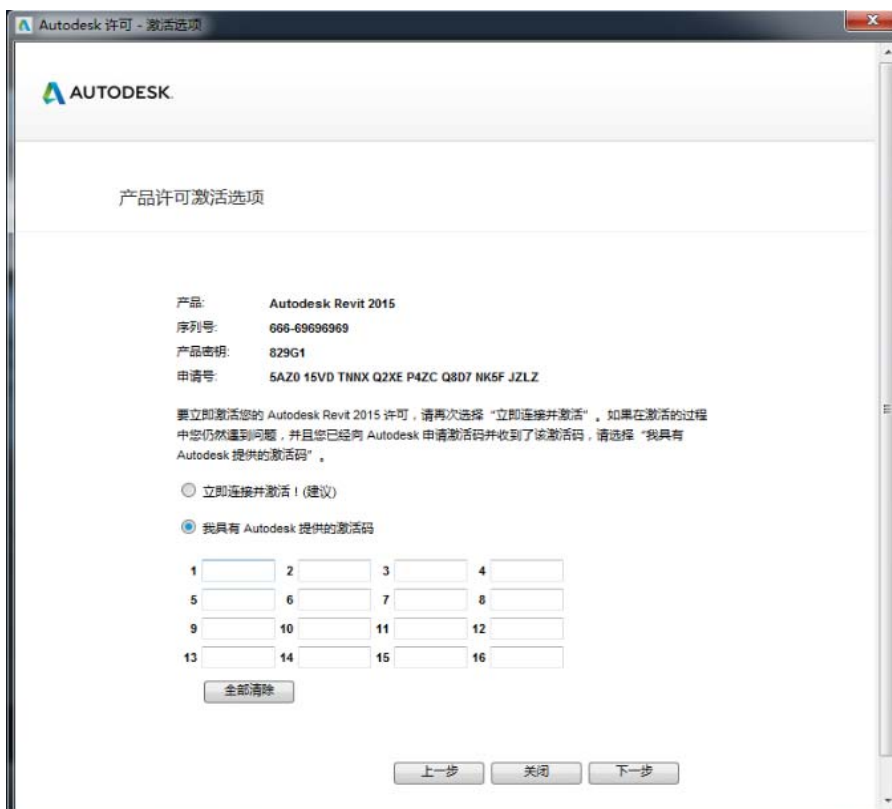 Autodesk 许可 - 激活选项
AUTODESK.
产品许可激活选项
产品: Autodesk Revit 2015
序列号: 666-69696969
产品密钥: 829G1
申请号: 5AZ0 15VD TNNX Q2XE P4ZC Q8D7 NK5F JZLZ
要立即激活您的 Autodesk Revit 2015 许可，请再次选择“立即连接并激活”。如果在激活的过程
中您仍然遇到问题，并且您已经向 Autodesk 申请激活码并收到了该激活码，请选择“我具有
Autodesk 提供的激活码”。
立即连接并激活！(建议)
我具有 Autodesk 提供的激活码
1 2 3 4
5 6 7 8
9 10 11 12
13 14 15 16
全部清除
上一步 关闭 下一步